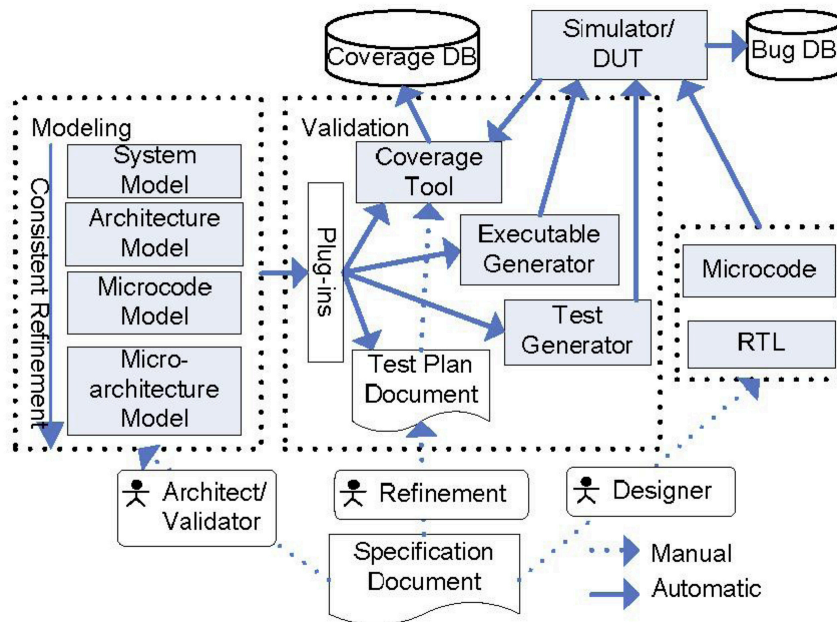 Coverage DB
Simulator/
DUT
Bug DB
Modeling
Consistent Refinement
System
Model
Architecture
Model
Microcode
Model
Micro-
architecture
Model
Validation
Plug-ins
Coverage
Tool
Executable
Generator
Test
Generator
Test Plan
Document
Microcode
RTL
Architect/
Validator
Refinement
Designer
Specification
Document
Manual
Automatic